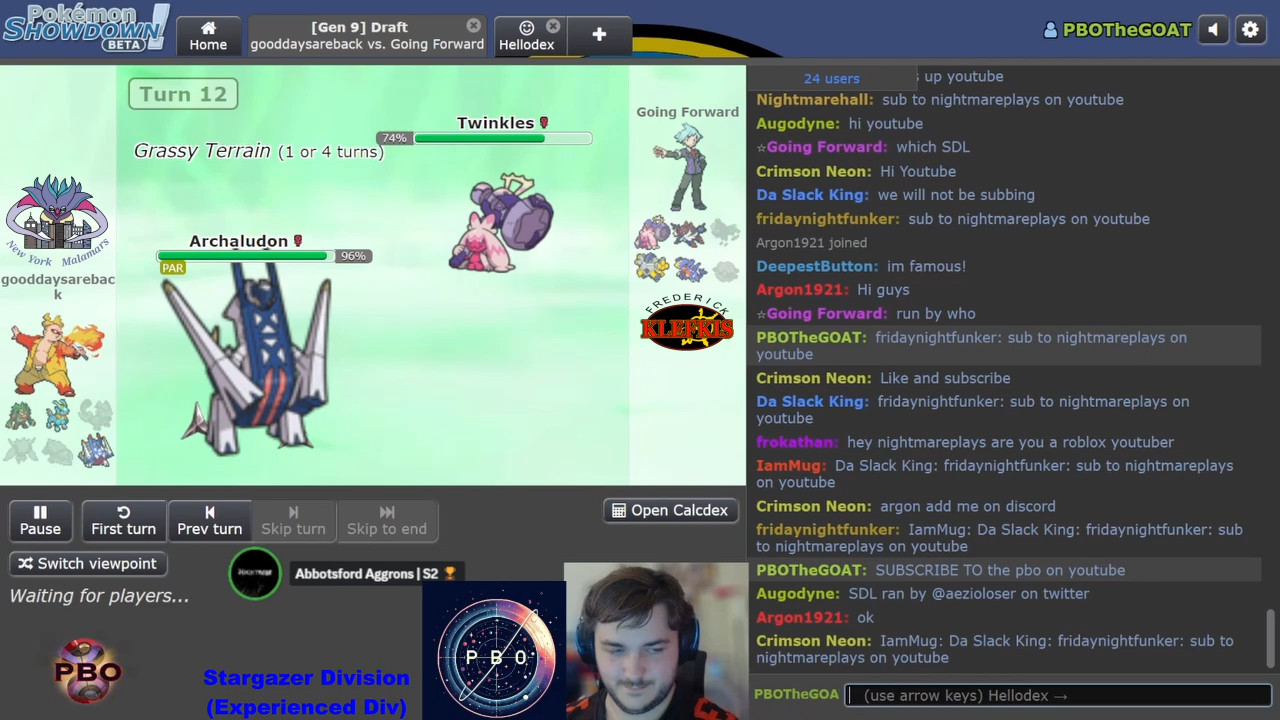 Pokémon
SHOWDOWN!
BETA
Home
[Gen 9] Draft
gooddaysareback vs. Going Forward
Hellodex
PBOTheGOAT
Turn 12
Grassy Terrain (1 or 4 turns)
Twinkles
74%
Archaludon
96%
PAR
New York Malamars
gooddaysarebac
k
Going Forward
FREDERICK
KLEFKIS
24 users
s up youtube
Nightmarehall: sub to nightmareplays on youtube
Augodyne: hi youtube
☆Going Forward: which SDL
Crimson Neon: Hi Youtube
Da Slack King: we will not be subbing
fridaynightfunker: sub to nightmareplays on youtube
Argon1921 joined
DeepestButton: im famous!
Argon1921: Hi guys
☆Going Forward: run by who
PBOTheGOAT: fridaynightfunker: sub to nightmareplays on
youtube
Crimson Neon: Like and subscribe
Da Slack King: fridaynightfunker: sub to nightmareplays on
youtube
frokathan: hey nightmareplays are you a roblox youtuber
IamMug: Da Slack King: fridaynightfunker: sub to nightmareplays
on youtube
Crimson Neon: argon add me on discord
fridaynightfunker: IamMug: Da Slack King: fridaynightfunker: sub
to nightmareplays on youtube
PBOTheGOAT: SUBSCRIBE TO the pbo on youtube
Augodyne: SDL ran by @aezioloser on twitter
Argon1921: ok
Crimson Neon: IamMug: Da Slack King: fridaynightfunker: sub to
nightmareplays on youtube
PBOTheGOA (use arrow keys) Hellodex →
Pause
First turn
Prev turn
Skip turn
Skip to end
Open Calcdex
Switch viewpoint
Waiting for players...
Abbotsford Aggrons | S2
PBO
Stargazer Division
(Experienced Div)
P B O